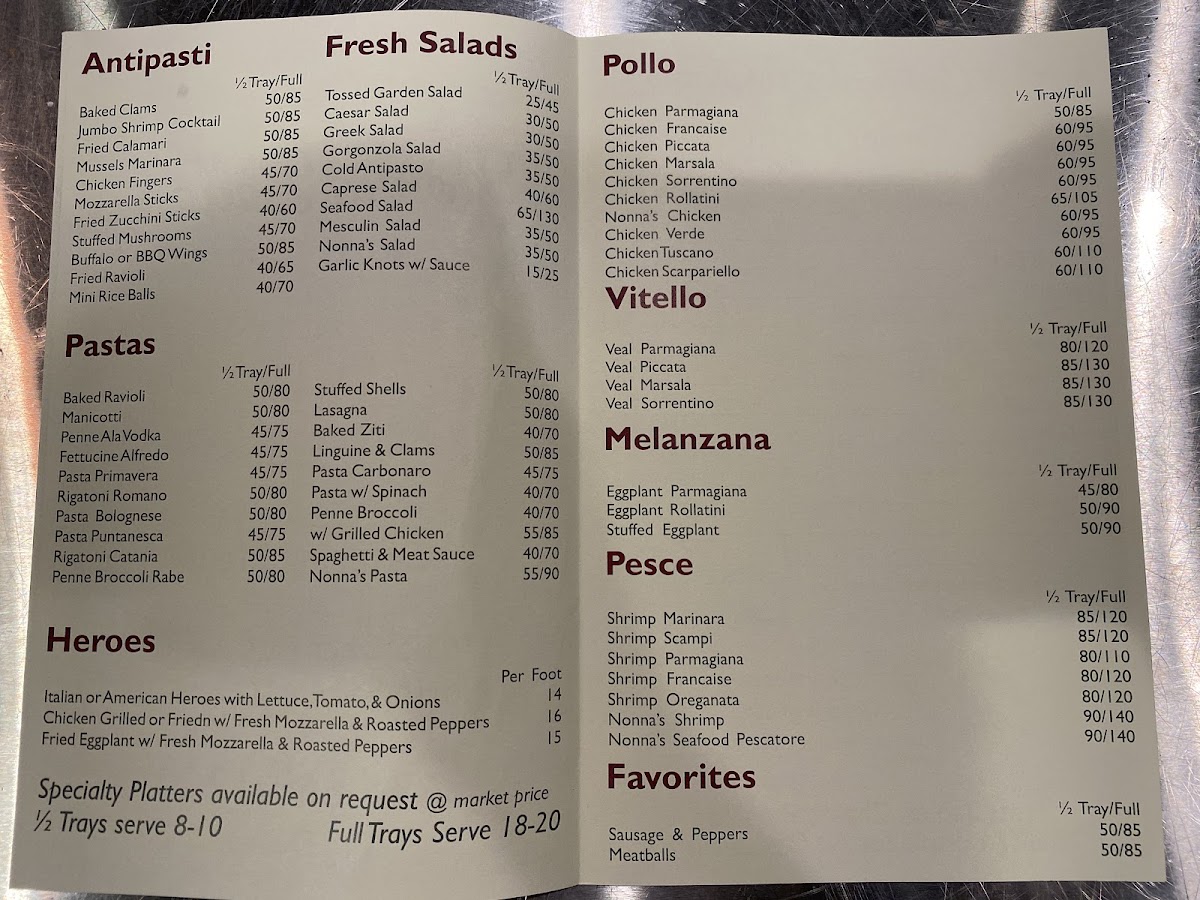 Antipasti
½ Tray/Full
Baked Clams 50/85
Jumbo Shrimp Cocktail 50/85
Fried Calamari 50/85
Mussels Marinara 50/85
Chicken Fingers 45/70
Mozzarella Sticks 45/70
Fried Zucchini Sticks 40/60
Stuffed Mushrooms 45/70
Buffalo or BBQ Wings 50/85
Fried Ravioli 40/65
Mini Rice Balls 40/70
Fresh Salads
½ Tray/Full
Tossed Garden Salad 25/45
Caesar Salad 30/50
Greek Salad 30/50
Gorgonzola Salad 35/50
Cold Antipasto 35/50
Caprese Salad 40/60
Seafood Salad 65/130
Mesculin Salad 35/50
Nonna's Salad 35/50
Garlic Knots w/ Sauce 15/25
Pastas
½ Tray/Full
Baked Ravioli 50/80
Manicotti 50/80
Penne Ala Vodka 45/75
Fettucine Alfredo 45/75
Pasta Primavera 45/75
Rigatoni Romano 50/80
Pasta Bolognese 50/80
Pasta Puntanesca 45/75
Rigatoni Catania 50/85
Penne Broccoli Rabe 50/80
½ Tray/Full
Stuffed Shells 50/80
Lasagna 50/80
Baked Ziti 40/70
Linguine & Clams 50/85
Pasta Carbonaro 45/75
Pasta w/ Spinach 40/70
Penne Broccoli 40/70
w/ Grilled Chicken 55/85
Spaghetti & Meat Sauce 40/70
Nonna's Pasta 55/90
Heroes
Per Foot
Italian or American Heroes with Lettuce, Tomato, & Onions 14
Chicken Grilled or Friedn w/ Fresh Mozzarella & Roasted Peppers 16
Fried Eggplant w/ Fresh Mozzarella & Roasted Peppers 15
Specialty Platters available on request @ market price
½ Trays serve 8-10 Full Trays Serve 18-20
Pollo
½ Tray/Full
Chicken Parmagiana 50/85
Chicken Francaise 60/95
Chicken Piccata 60/95
Chicken Marsala 60/95
Chicken Sorrentino 60/95
Chicken Rollatini 65/105
Nonna's Chicken 60/95
Chicken Verde 60/95
Chicken Tuscano 60/110
Chicken Scarpariello 60/110
Vitello
½ Tray/Full
Veal Parmagiana 80/120
Veal Piccata 85/130
Veal Marsala 85/130
Veal Sorrentino 85/130
Melanzana
½ Tray/Full
Eggplant Parmagiana 45/80
Eggplant Rollatini 50/90
Stuffed Eggplant 50/90
Pesce
½ Tray/Full
Shrimp Marinara 85/120
Shrimp Scampi 85/120
Shrimp Parmagiana 80/110
Shrimp Francaise 80/120
Shrimp Oreganata 80/120
Nonna's Shrimp 90/140
Nonna's Seafood Pescatore 90/140
Favorites
½ Tray/Full
Sausage & Peppers 50/85
Meatballs 50/85